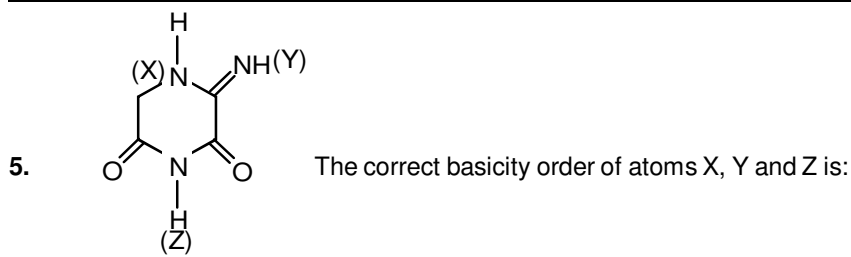 H
(X) N NH (Y)
5. O N O The correct basicity order of atoms X, Y and Z is:
H
(Z)